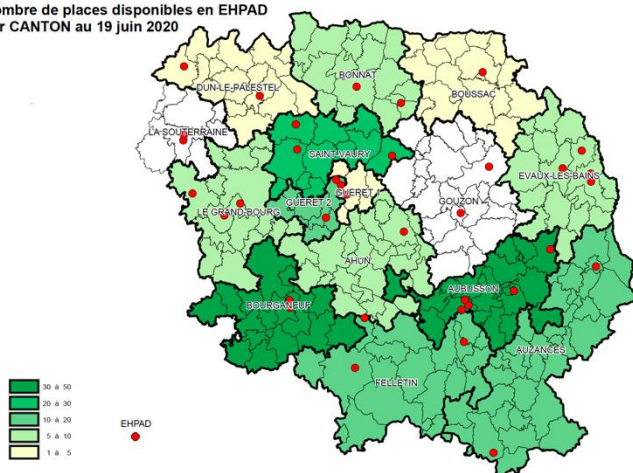 ombre de places disponibles en EHPAD
r CANTON au 19 juin 2020
DUN-LE-PALESTEL
BONNAT
BOUSSAC
LA SOUTERRAINE
SAINT-VAURY
EVAUX-LES-BAINS
GUERET
GUERET 2
LE GRAND-BOURG
GOUZON
AHUN
AUBUSSON
BOURGANEUF
AUZANCES
FELLETIN
30 à 50
20 à 30
10 à 20
5 à 10
1 à 5
EHPAD